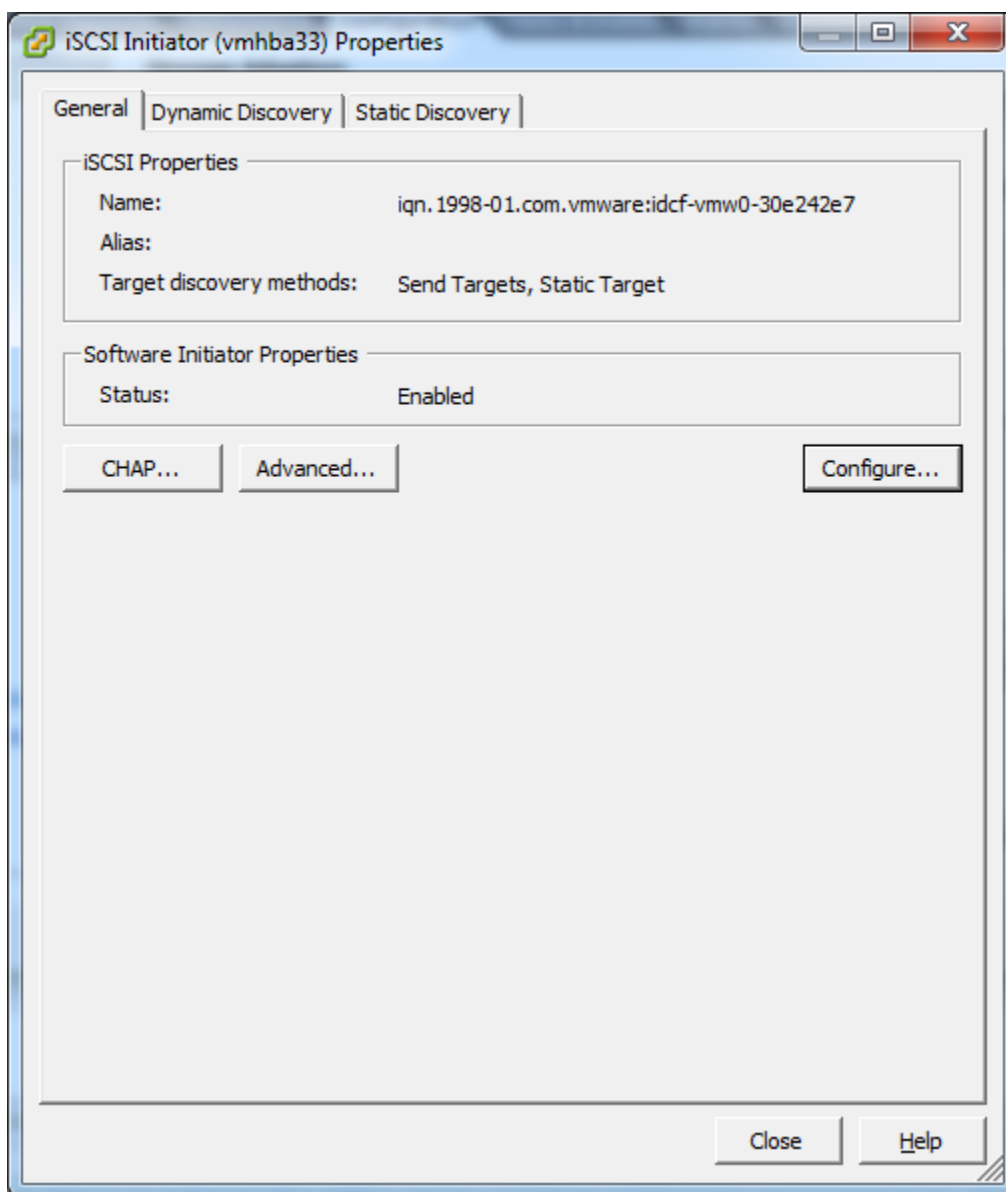 iSCSI Initiator (vmhba33) Properties
General Dynamic Discovery Static Discovery
iSCSI Properties
Name: iqn.1998-01.com.vmware:idcf-vmw0-30e242e7
Alias:
Target discovery methods: Send Targets, Static Target
Software Initiator Properties
Status: Enabled
CHAP... Advanced... Configure...
Close Help